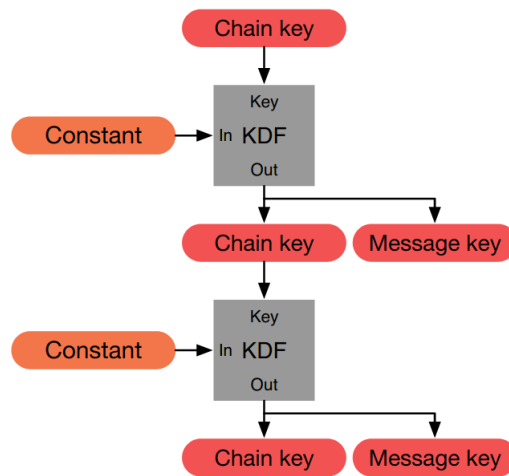 Chain key
Key
Constant
In KDF
Out
Chain key Message key
Key
Constant
In KDF
Out
Chain key Message key